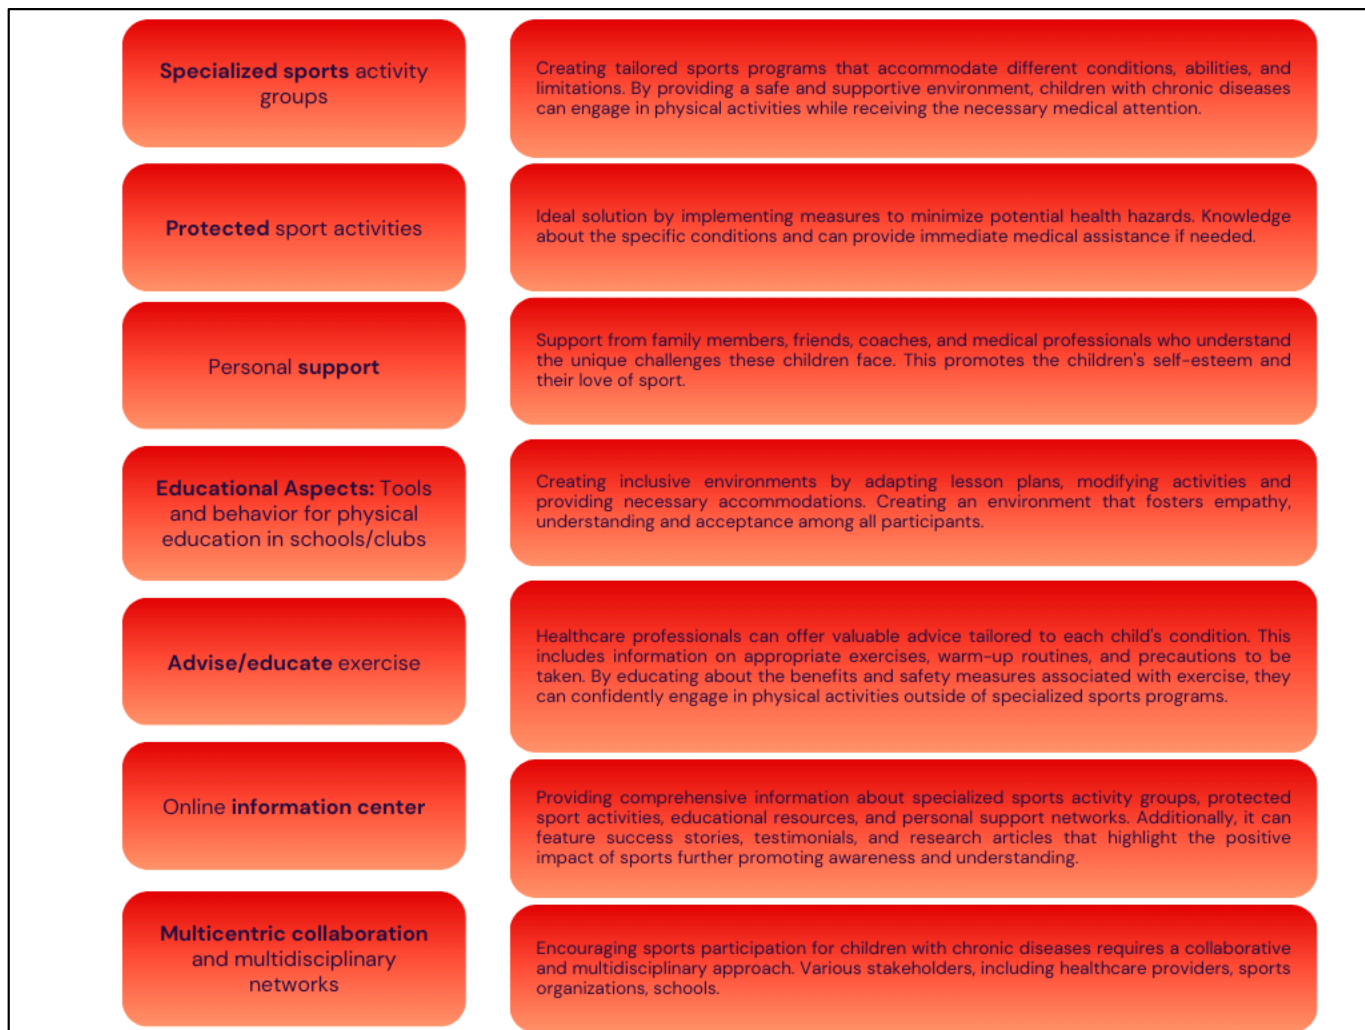 Specialized sports activity
groups
Creating tailored sports programs that accommodate different conditions, abilities, and
limitations. By providing a safe and supportive environment, children with chronic diseases
can engage in physical activities while receiving the necessary medical attention.
Protected sport activities
Ideal solution by implementing measures to minimize potential health hazards. Knowledge
about the specific conditions and can provide immediate medical assistance if needed.
Personal support
Support from family members, friends, coaches, and medical professionals who understand
the unique challenges these children face. This promotes the children's self-esteem and
their love of sport.
Educational Aspects: Tools
and behavior for physical
education in schools/clubs
Creating inclusive environments by adapting lesson plans, modifying activities and
providing necessary accommodations. Creating an environment that fosters empathy,
understanding and acceptance among all participants.
Advise/educate exercise
Healthcare professionals can offer valuable advice tailored to each child's condition. This
includes information on appropriate exercises, warm-up routines, and precautions to be
taken. By educating about the benefits and safety measures associated with exercise, they
can confidently engage in physical activities outside of specialized sports programs.
Online information center
Providing comprehensive information about specialized sports activity groups, protected
sport activities, educational resources, and personal support networks. Additionally, it can
feature success stories, testimonials, and research articles that highlight the positive
impact of sports further promoting awareness and understanding.
Multicentric collaboration
and multidisciplinary
networks
Encouraging sports participation for children with chronic diseases requires a collaborative
and multidisciplinary approach. Various stakeholders, including healthcare providers, sports
organizations, schools.